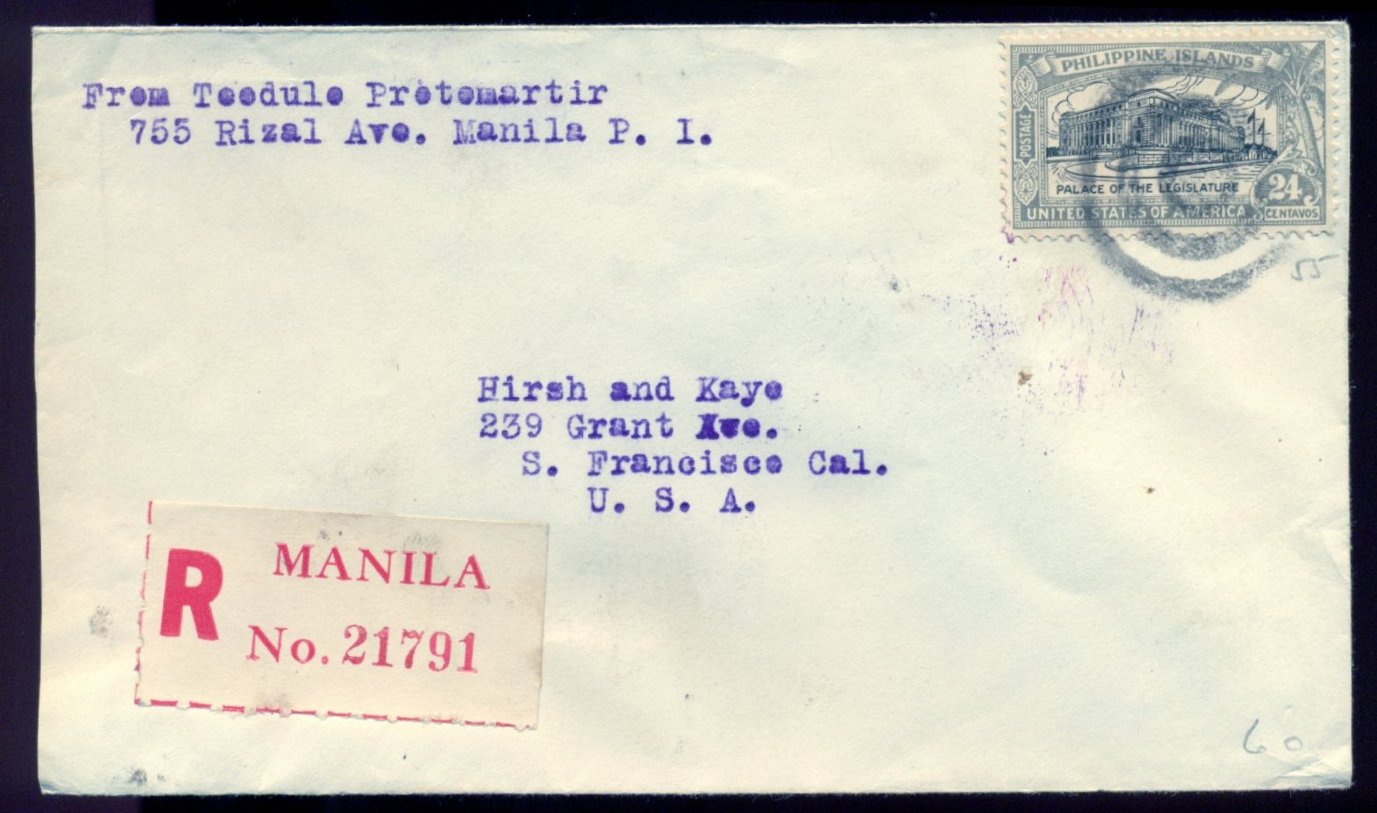 From Teodulo Protomartir
755 Rizal Ave. Manila P. I.
PHILIPPINE ISLANDS
POSTAGE
PALACE OF THE LEGISLATURE
24
UNITED STATES OF AMERICA
CENTAVOS
55
Hirsh and Kaye
239 Grant Ave.
S. Francisco Cal.
U. S. A.
R MANILA
No. 21791
60